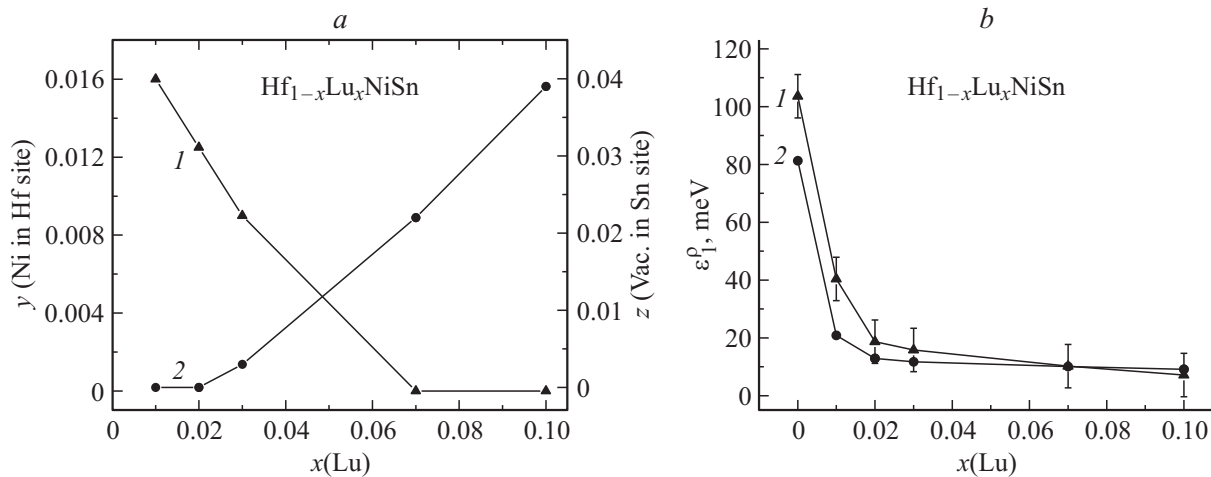 a
0.016
0.012
0.008
0.004
0
y (Ni in Hf site)
Hf1−xLuxNiSn
1
2
0.04
0.03
0.02
0.01
0
z (Vac. in Sn site)
0 0.02 0.04 0.06 0.08 0.10
x(Lu)
b
120
100
80
60
40
20
0
ε1ρ, meV
Hf1−xLuxNiSn
1
2
0 0.02 0.04 0.06 0.08 0.10
x(Lu)